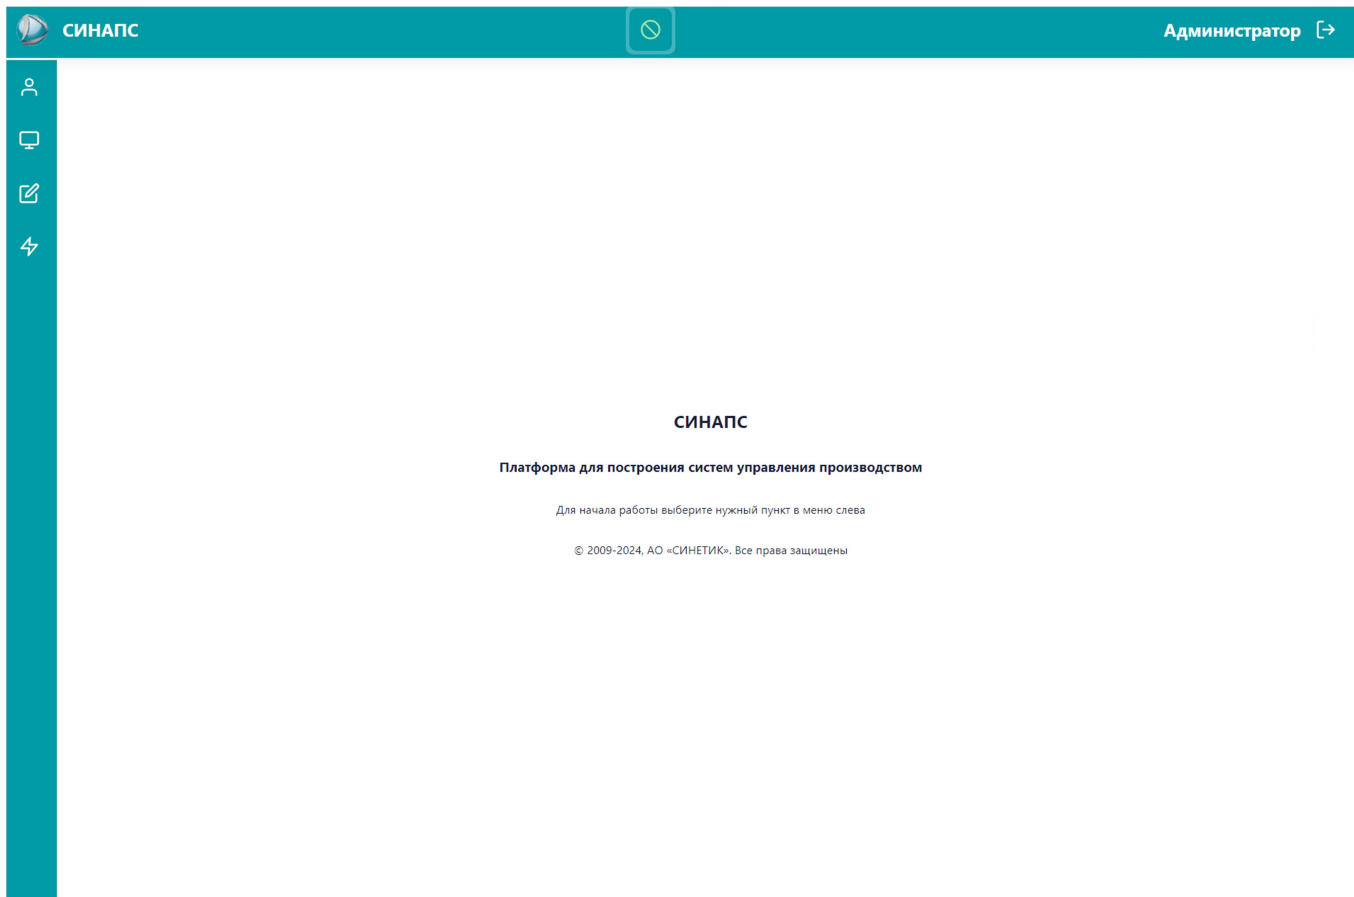 СИНАПС
Администратор
СИНАПС
Платформа для построения систем управления производством
Для начала работы выберите нужный пункт в меню слева
© 2009-2024, АО «СИНЕТИК». Все права защищены